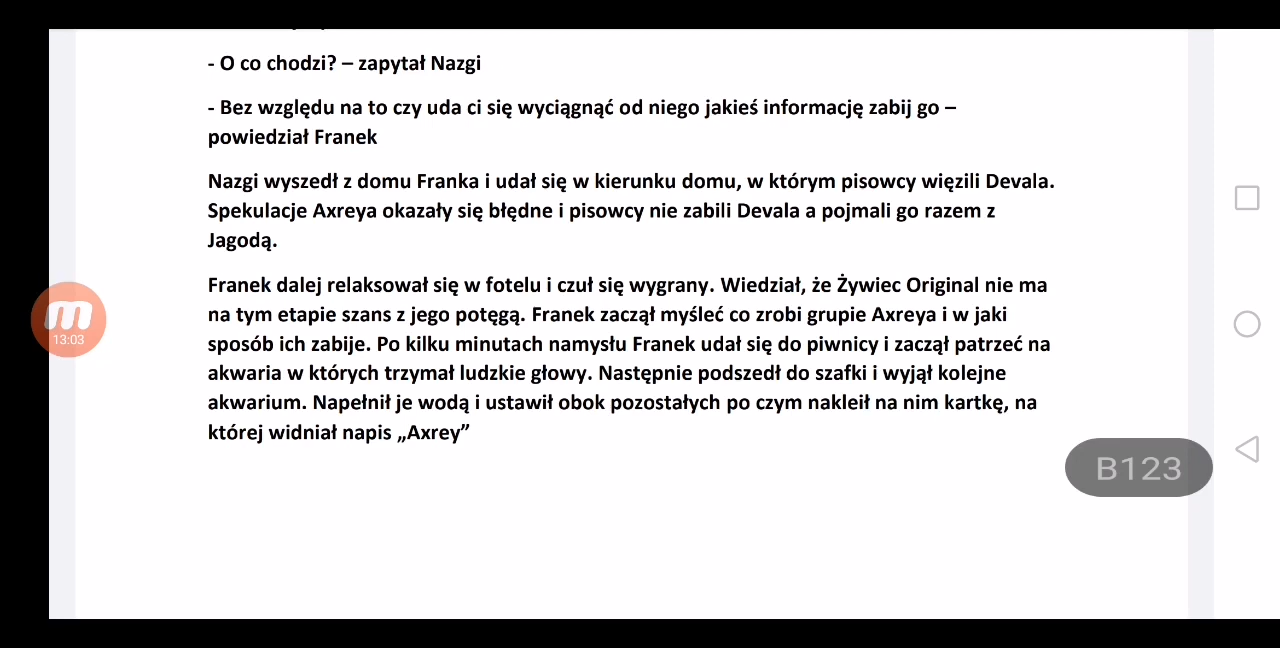 - O co chodzi? – zapytał Nazgi
- Bez względu na to czy uda ci się wyciągnąć od niego jakieś informację zabij go –
powiedział Franek
Nazgi wyszedł z domu Franka i udał się w kierunku domu, w którym pisowcy więzili Devala.
Spekulacje Axreya okazały się błędne i pisowcy nie zabili Devala a pojmali go razem z
Jagodą.
Franek dalej relaksował się w fotelu i czuł się wygrany. Wiedział, że Żywiec Original nie ma
na tym etapie szans z jego potęgą. Franek zaczął myśleć co zrobi grupie Axreya i w jaki
sposób ich zabije. Po kilku minutach namysłu Franek udał się do piwnicy i zaczął patrzeć na
akwaria w których trzymał ludzkie głowy. Następnie podszedł do szafki i wyjął kolejne
akwarium. Napełnił je wodą i ustawił obok pozostałych po czym nakleił na nim kartkę, na
której widniał napis „Axrey”
m
13:03
B123